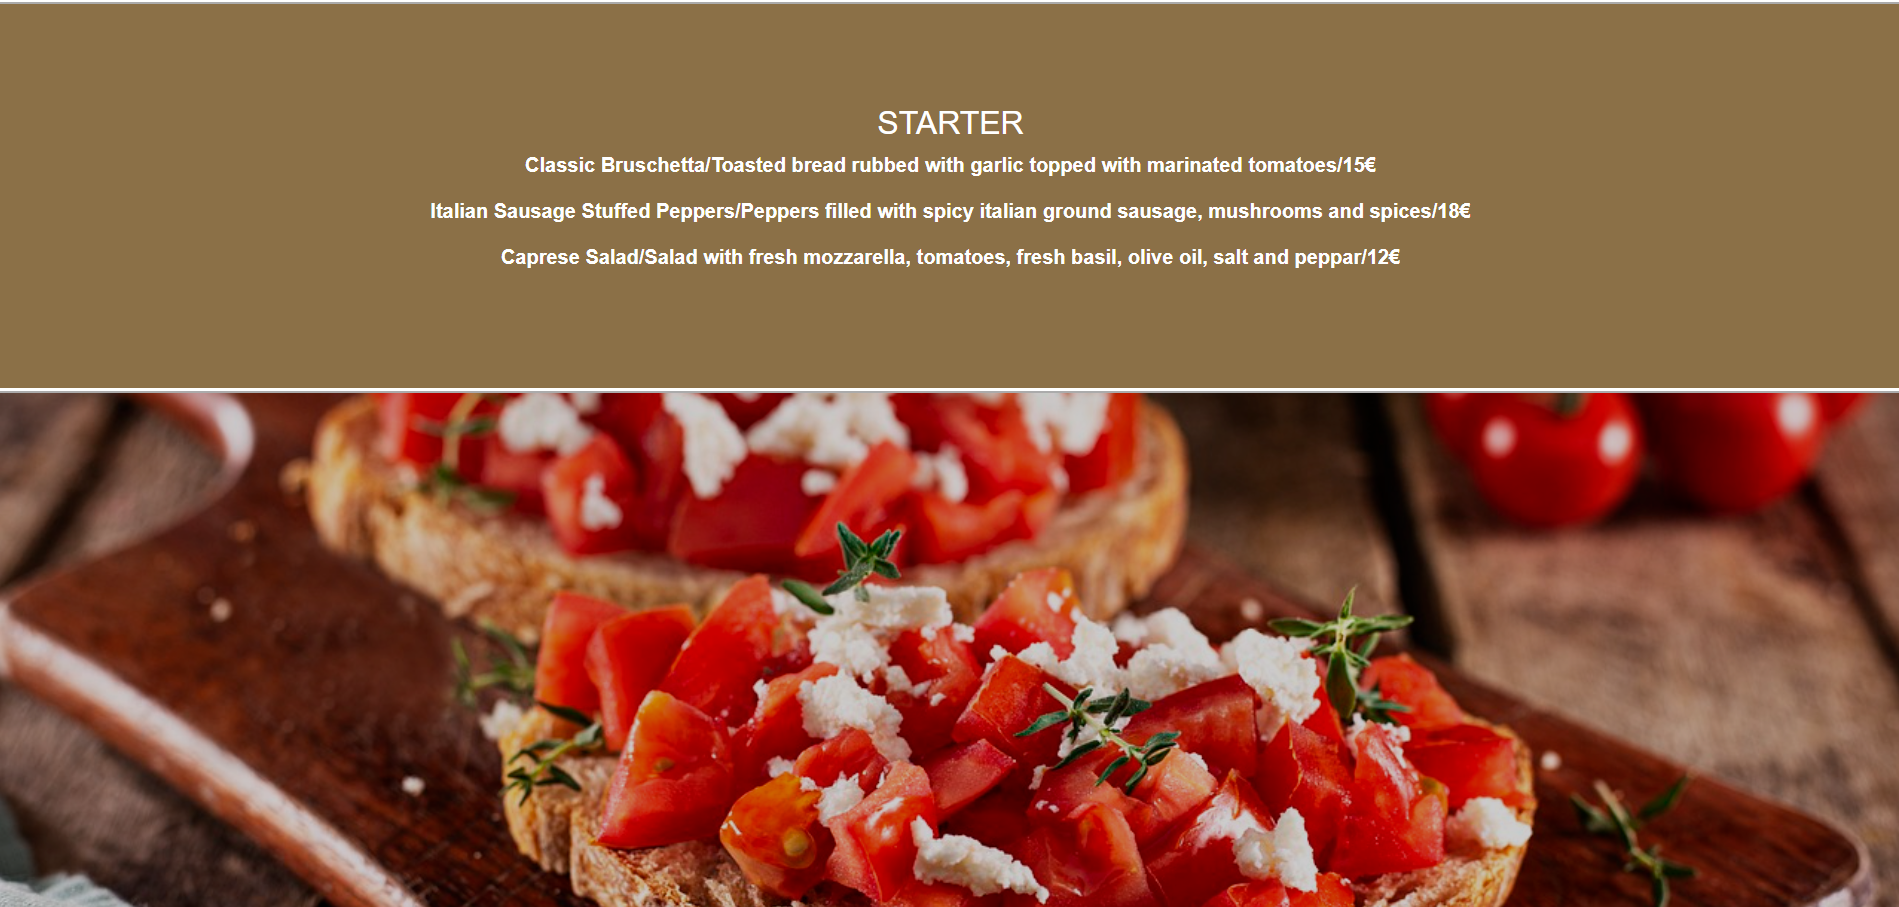 STARTER
Classic Bruschetta/Toasted bread rubbed with garlic topped with marinated tomatoes/15€
Italian Sausage Stuffed Peppers/Peppers filled with spicy italian ground sausage, mushrooms and spices/18€
Caprese Salad/Salad with fresh mozzarella, tomatoes, fresh basil, olive oil, salt and peppar/12€